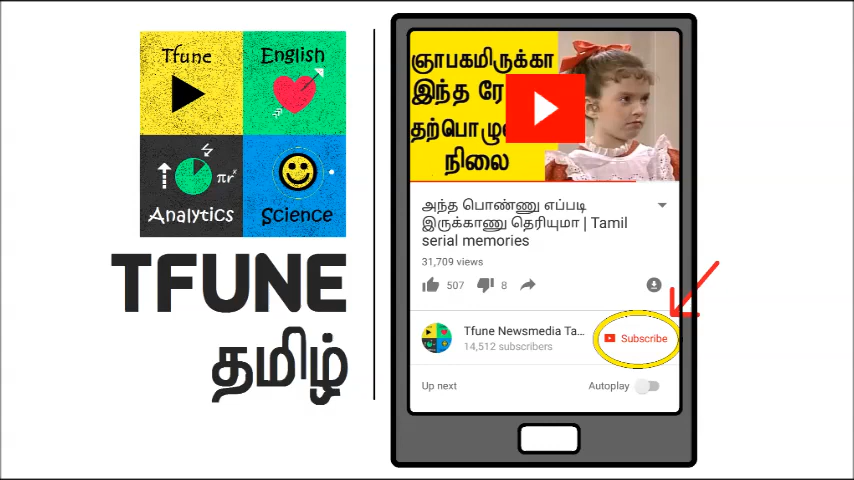 Tfune
English
Analytics
πr
Science
TFUNE
தமிழ்
ஞாபகமிருக்கா
இந்த
நிலை
அந்த பொண்ணு எப்படி
இருக்காணு தெரியுமா | Tamil
serial memories
31,709 views
507
8
Tfune Newsmedia Ta...
14,512 subscribers
Subscribe
Up next
Autoplay